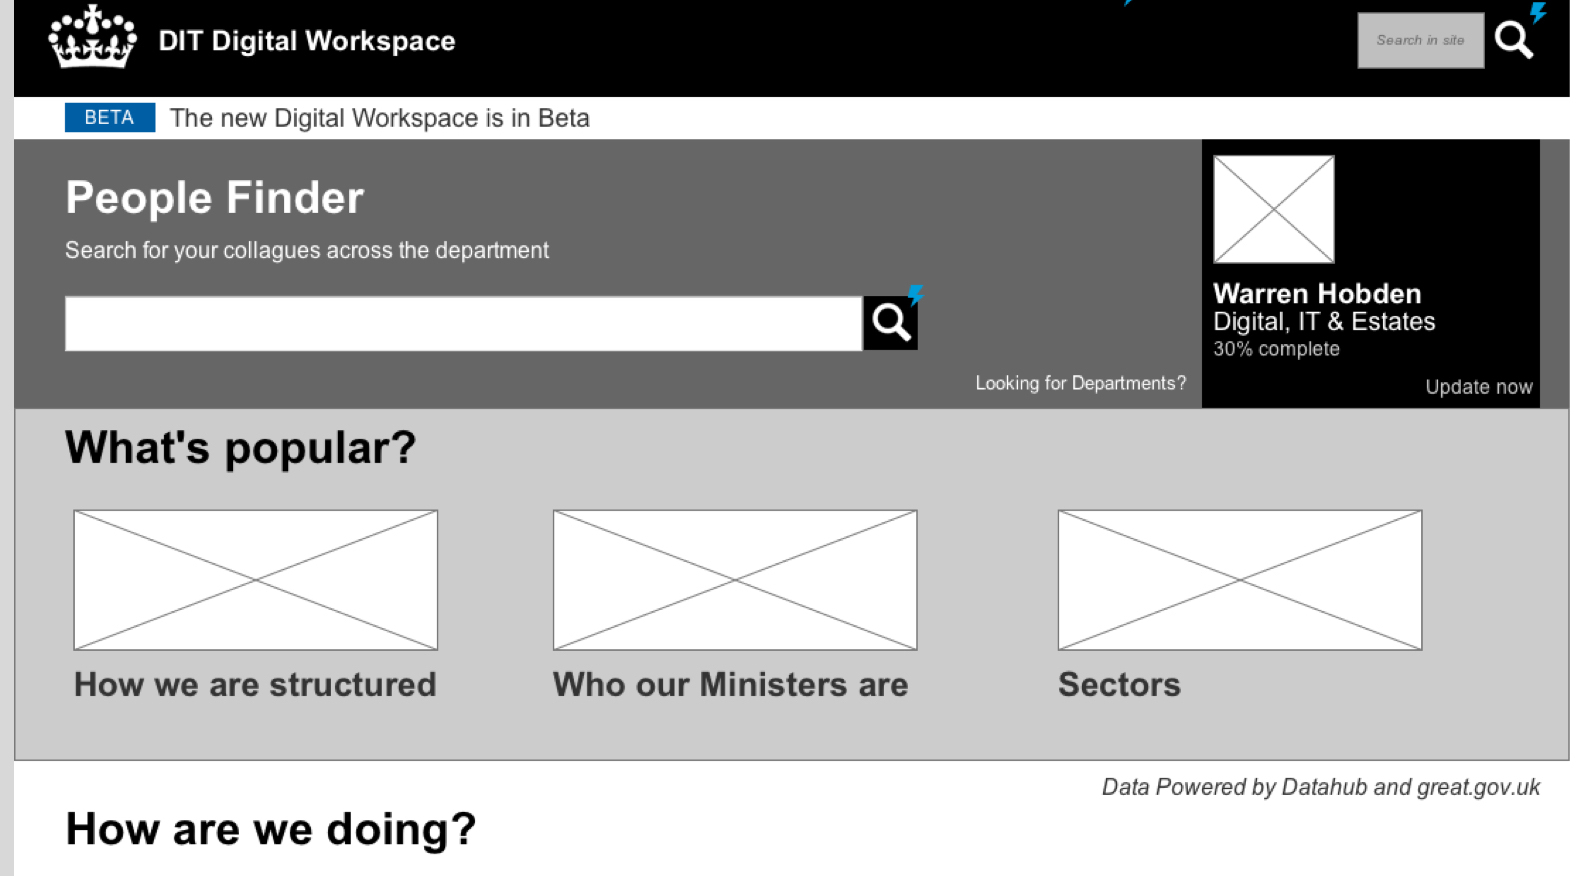 DIT Digital Workspace
Search in site
BETA
The new Digital Workspace is in Beta
People Finder
Search for your collagues across the department
Looking for Departments?
Warren Hobden
Digital, IT & Estates
30% complete
Update now
What's popular?
How we are structured
Who our Ministers are
Sectors
Data Powered by Datahub and great.gov.uk
How are we doing?